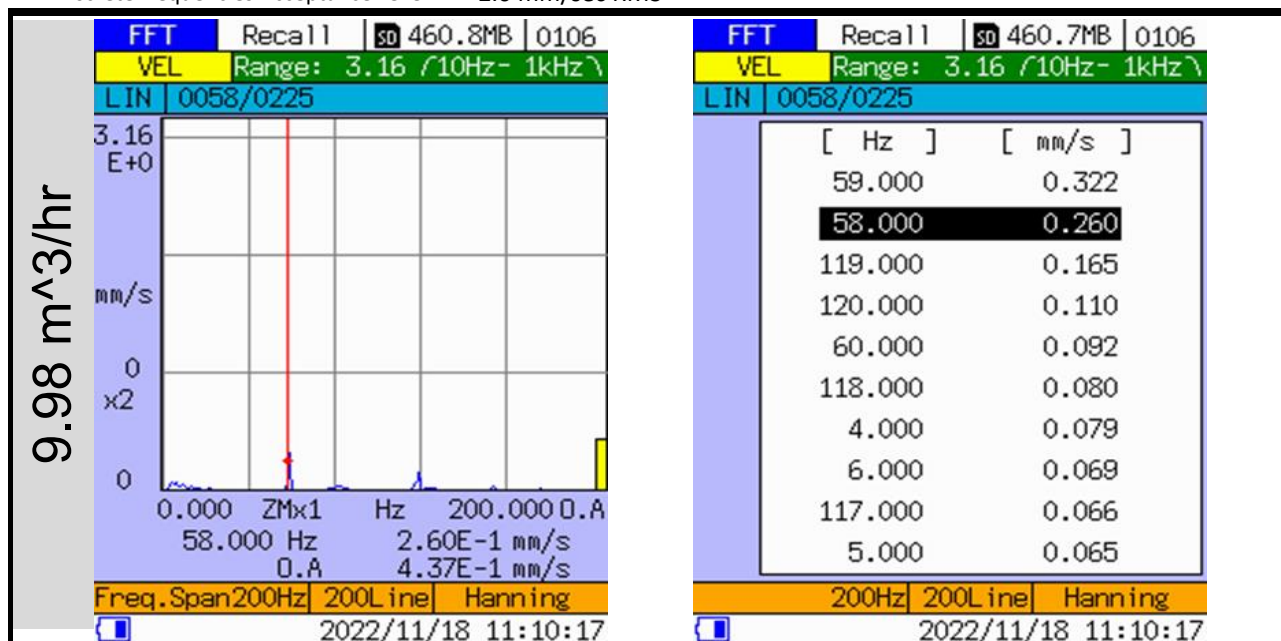 FFT Recall SD 460.8MB 0106
VEL Range: 3.16 /10Hz- 1kHz\
LIN 0058/0225
3.16
E+0
mm/s
0
x2
0
0.000 ZMx1 Hz 200.000 O.A
58.000 Hz 2.60E-1 mm/s
O.A 4.37E-1 mm/s
Freq.Span200Hz 200Line Hanning
2022/11/18 11:10:17
9.98 m^3/hr
FFT Recall SD 460.7MB 0106
VEL Range: 3.16 /10Hz- 1kHz\
LIN 0058/0225
[ Hz ] [ mm/s ]
59.000 0.322
58.000 0.260
119.000 0.165
120.000 0.110
60.000 0.092
118.000 0.080
4.000 0.079
6.000 0.069
117.000 0.066
5.000 0.065
200Hz 200Line Hanning
2022/11/18 11:10:17